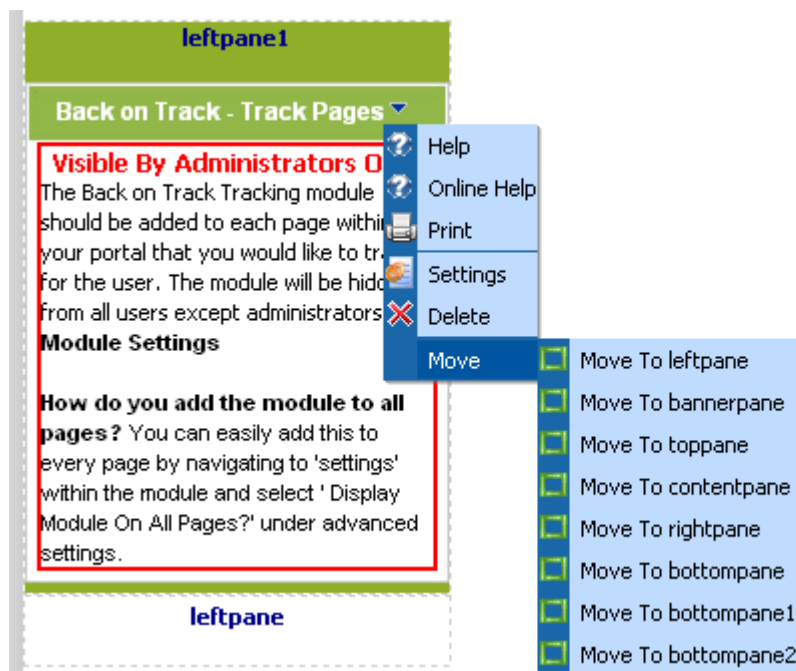 leftpane1
Back on Track - Track Pages
Visible By Administrators O
The Back on Track Tracking module
should be added to each page within
your portal that you would like to tr
for the user. The module will be hidd
from all users except administrators
Module Settings
How do you add the module to all
pages? You can easily add this to
every page by navigating to 'settings'
within the module and select ' Display
Module On All Pages?' under advanced
settings.
leftpane
Help
Online Help
Print
Settings
Delete
Move
Move To leftpane
Move To bannerpane
Move To toppane
Move To contentpane
Move To rightpane
Move To bottompane
Move To bottompane1
Move To bottompane2